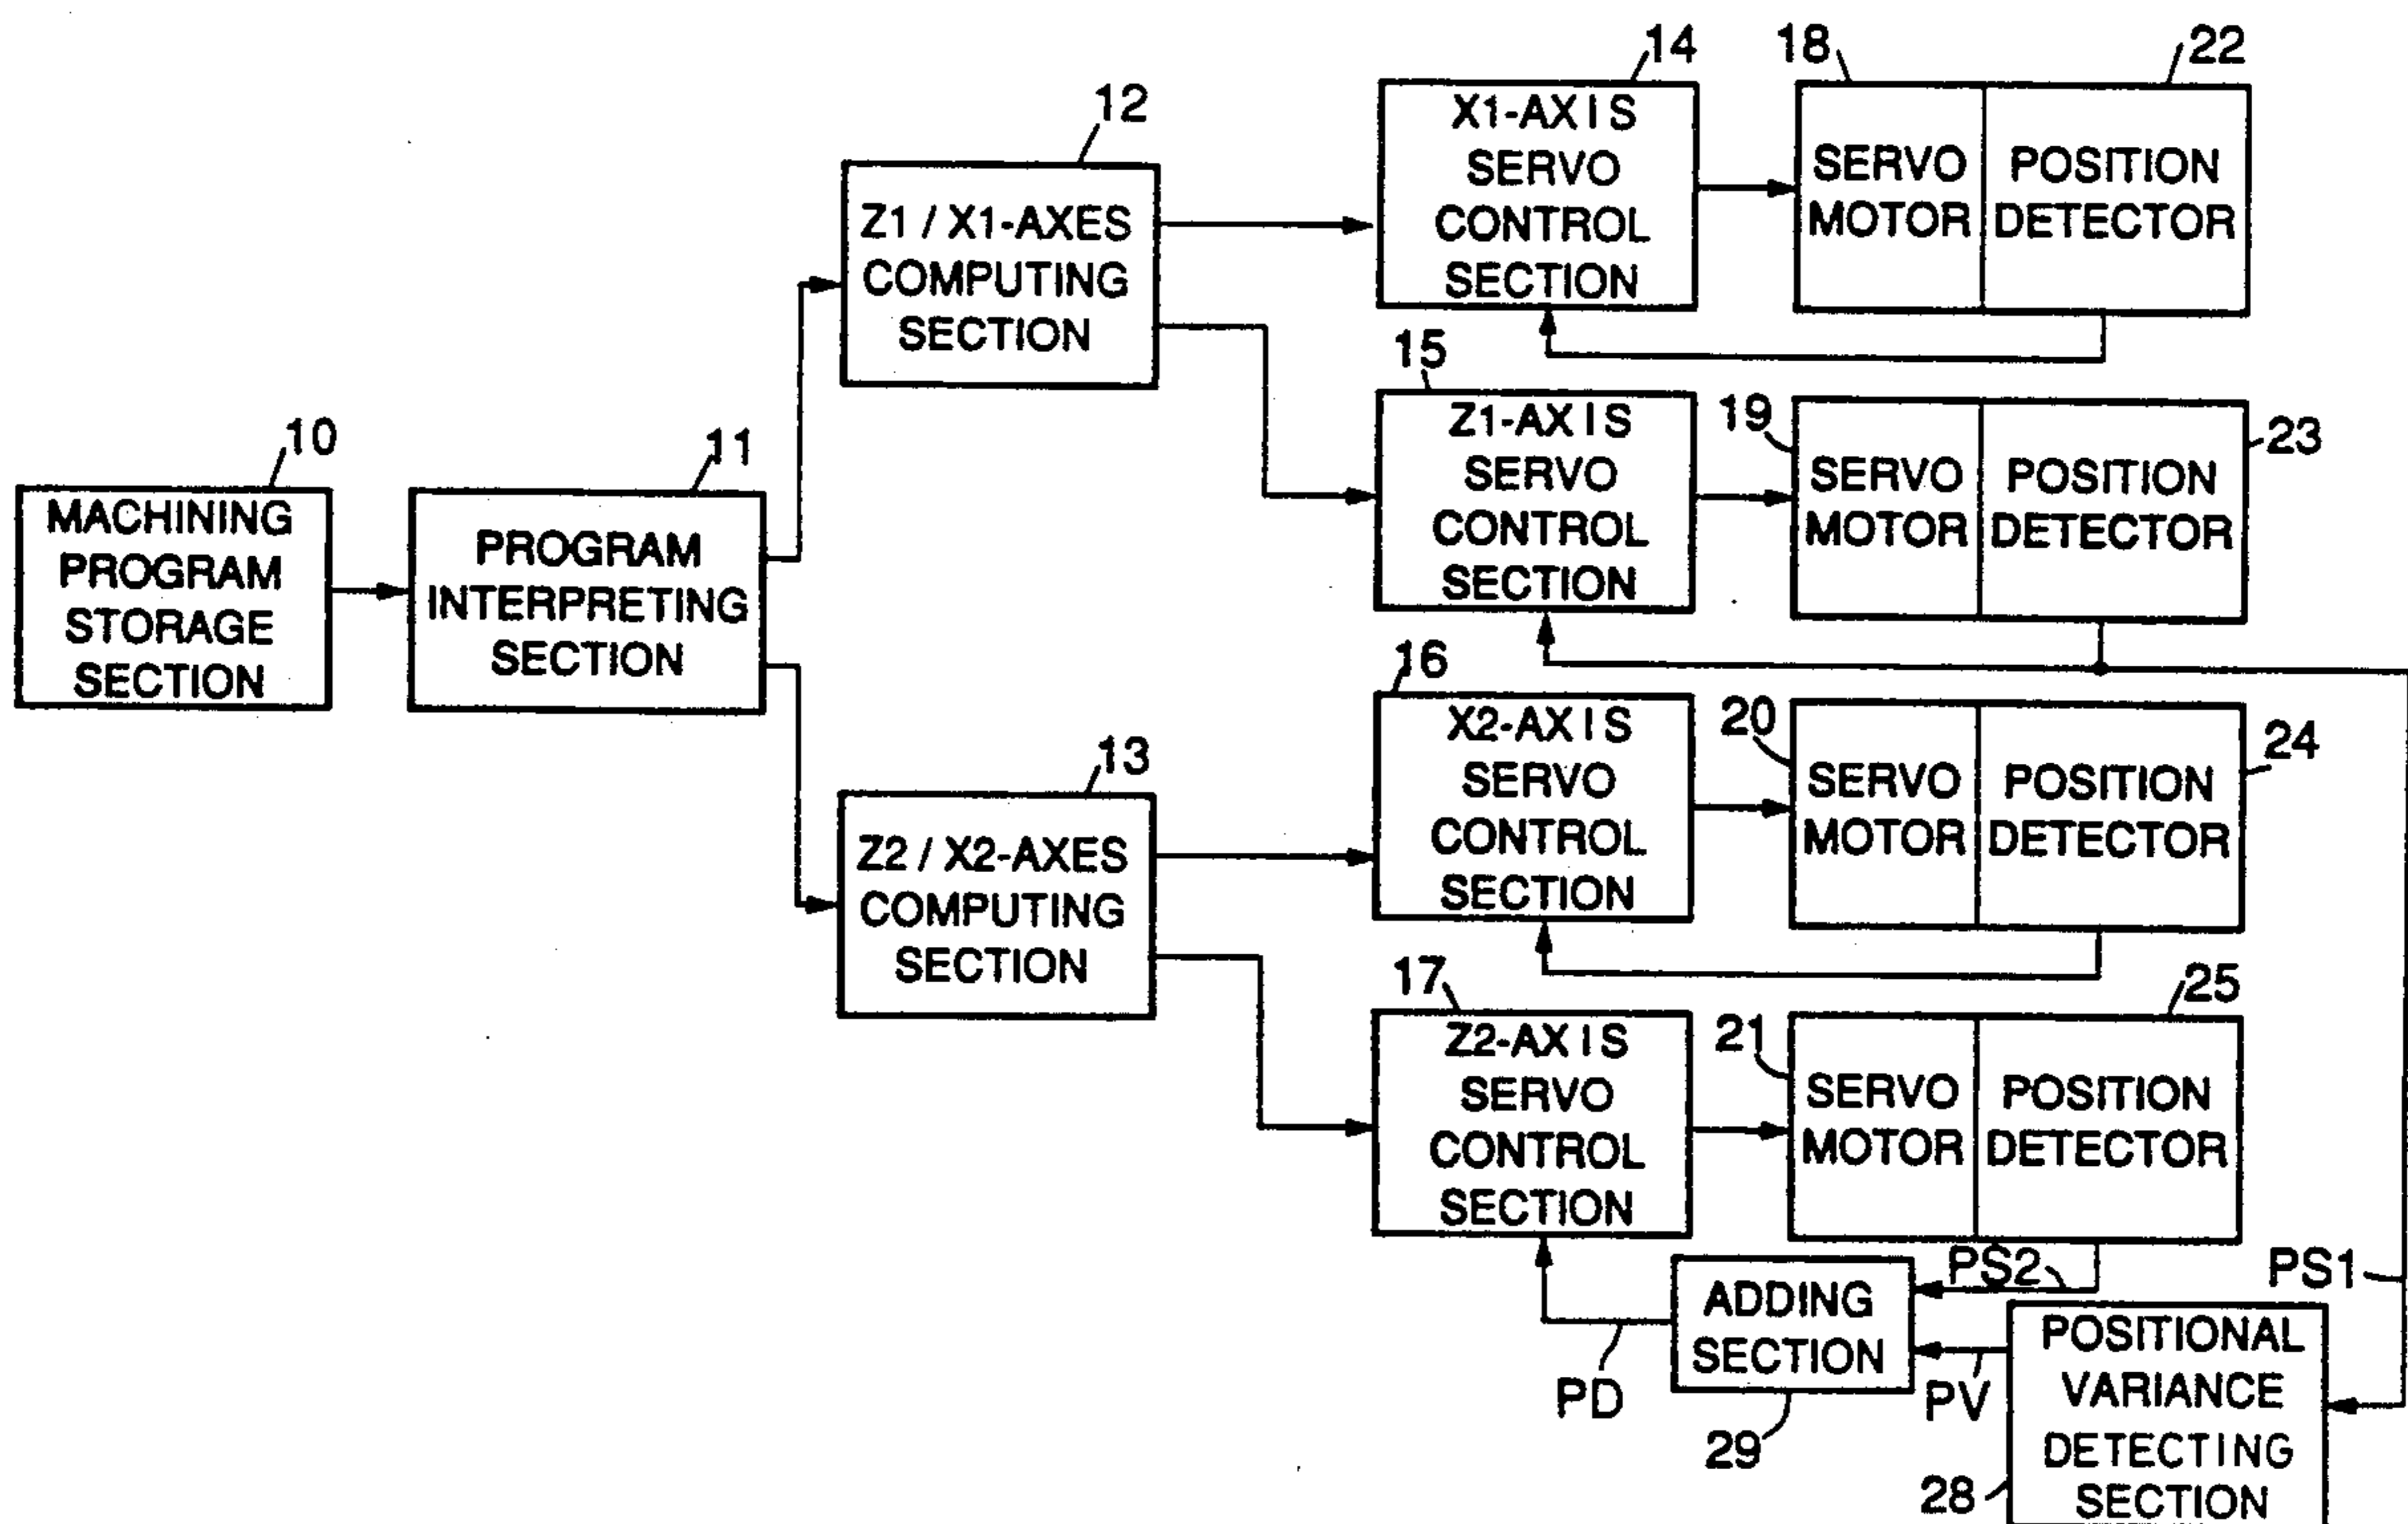 10
MACHINING
PROGRAM
STORAGE
SECTION
11
PROGRAM
INTERPRETING
SECTION
12
Z1 / X1-AXES
COMPUTING
SECTION
13
Z2 / X2-AXES
COMPUTING
SECTION
14
X1-AXIS
SERVO
CONTROL
SECTION
18
SERVO
MOTOR
22
POSITION
DETECTOR
15
Z1-AXIS
SERVO
CONTROL
SECTION
19
SERVO
MOTOR
23
POSITION
DETECTOR
16
X2-AXIS
SERVO
CONTROL
SECTION
20
SERVO
MOTOR
24
POSITION
DETECTOR
17
Z2-AXIS
SERVO
CONTROL
SECTION
21
SERVO
MOTOR
25
POSITION
DETECTOR
PS2
PS1
ADDING
SECTION
PD
PV
29
POSITIONAL
VARIANCE
DETECTING
SECTION
28